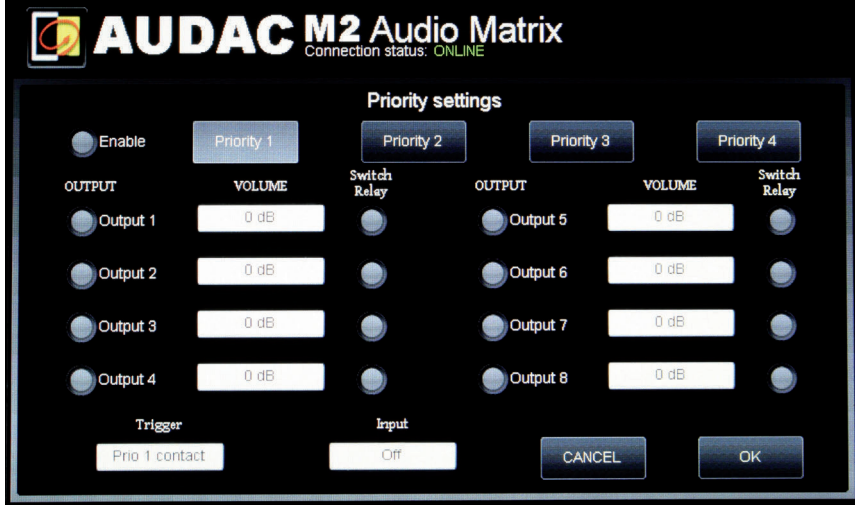 AUDAC M2 Audio Matrix
Connection status: ONLINE
Priority settings
Enable Priority 1 Priority 2 Priority 3 Priority 4
OUTPUT VOLUME Switch Relay OUTPUT VOLUME Switch Relay
Output 1 0 dB Output 5 0 dB
Output 2 0 dB Output 6 0 dB
Output 3 0 dB Output 7 0 dB
Output 4 0 dB Output 8 0 dB
Trigger Input
Prio 1 contact Off CANCEL OK